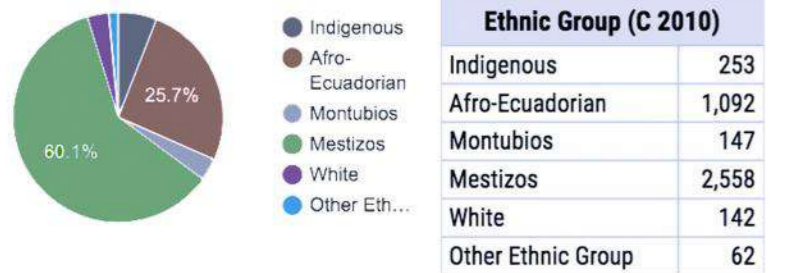 25.7%
60.1%
Indigenous
Afro-
Ecuadorian
Montubios
Mestizos
White
Other Eth...
Ethnic Group (C 2010)
Indigenous 253
Afro-Ecuadorian 1,092
Montubios 147
Mestizos 2,558
White 142
Other Ethnic Group 62